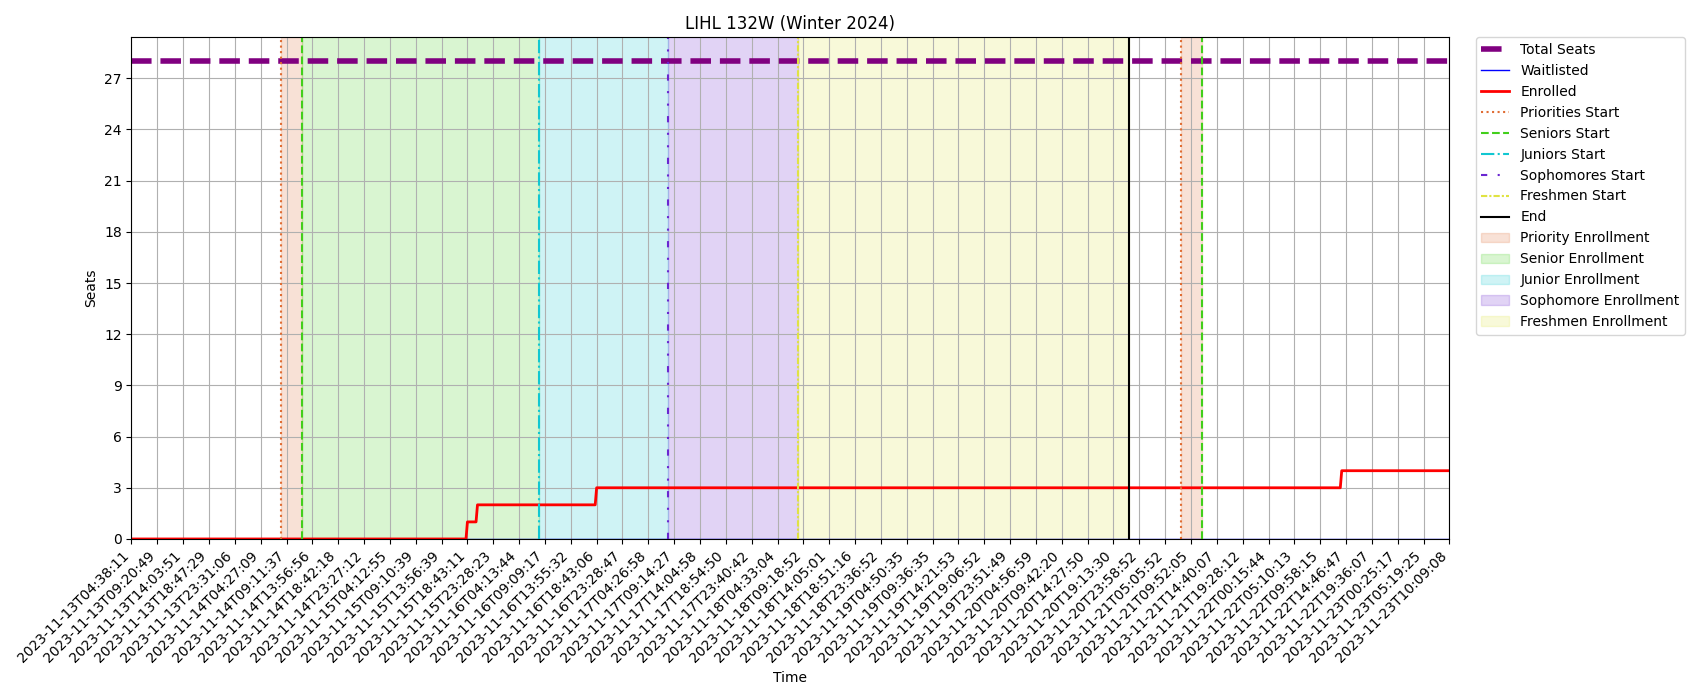 LIHL 132W (Winter 2024)
Seats
27
24
21
18
15
12
9
6
3
0
2023-11-13T04:38:11
2023-11-13T09:20:49
2023-11-13T14:03:51
2023-11-13T18:47:29
2023-11-13T23:31:06
2023-11-14T04:27:09
2023-11-14T09:11:37
2023-11-14T13:56:56
2023-11-14T18:42:18
2023-11-14T23:27:12
2023-11-15T04:12:55
2023-11-15T09:10:39
2023-11-15T13:56:39
2023-11-15T18:43:11
2023-11-15T23:28:23
2023-11-16T04:13:44
2023-11-16T09:09:17
2023-11-16T13:55:32
2023-11-16T18:43:06
2023-11-16T23:28:47
2023-11-17T04:26:58
2023-11-17T09:14:27
2023-11-17T14:04:58
2023-11-17T18:54:50
2023-11-17T23:40:42
2023-11-18T04:33:04
2023-11-18T09:18:52
2023-11-18T14:05:01
2023-11-18T18:51:16
2023-11-18T23:36:52
2023-11-19T04:50:35
2023-11-19T09:36:35
2023-11-19T14:21:53
2023-11-19T19:06:52
2023-11-19T23:51:49
2023-11-20T04:56:59
2023-11-20T09:42:20
2023-11-20T14:27:50
2023-11-20T19:13:30
2023-11-20T23:58:52
2023-11-21T05:05:52
2023-11-21T09:52:05
2023-11-21T14:40:07
2023-11-21T19:28:12
2023-11-22T00:15:44
2023-11-22T05:10:13
2023-11-22T09:58:15
2023-11-22T14:46:47
2023-11-22T19:36:07
2023-11-23T00:25:17
2023-11-23T05:19:25
2023-11-23T10:09:08
Time
Total Seats
Waitlisted
Enrolled
Priorities Start
Seniors Start
Juniors Start
Sophomores Start
Freshmen Start
End
Priority Enrollment
Senior Enrollment
Junior Enrollment
Sophomore Enrollment
Freshmen Enrollment